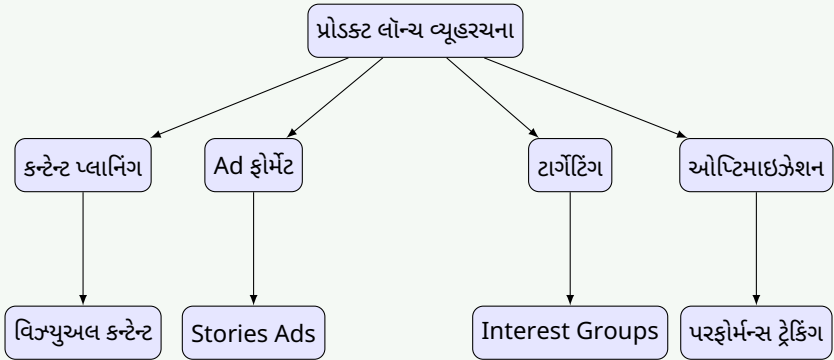 પ્રોડક્ટ લૉન્ચ વ્યૂહરચના
કન્ટેન્ટ પ્લાનિંગ
Ad ફોર્મેટ
ટાર્ગેટિંગ
ઓપ્ટિમાઇઝેશન
વિઝ્યુઅલ કન્ટેન્ટ
Stories Ads
Interest Groups
પરફોર્મન્સ ટ્રેકિંગ